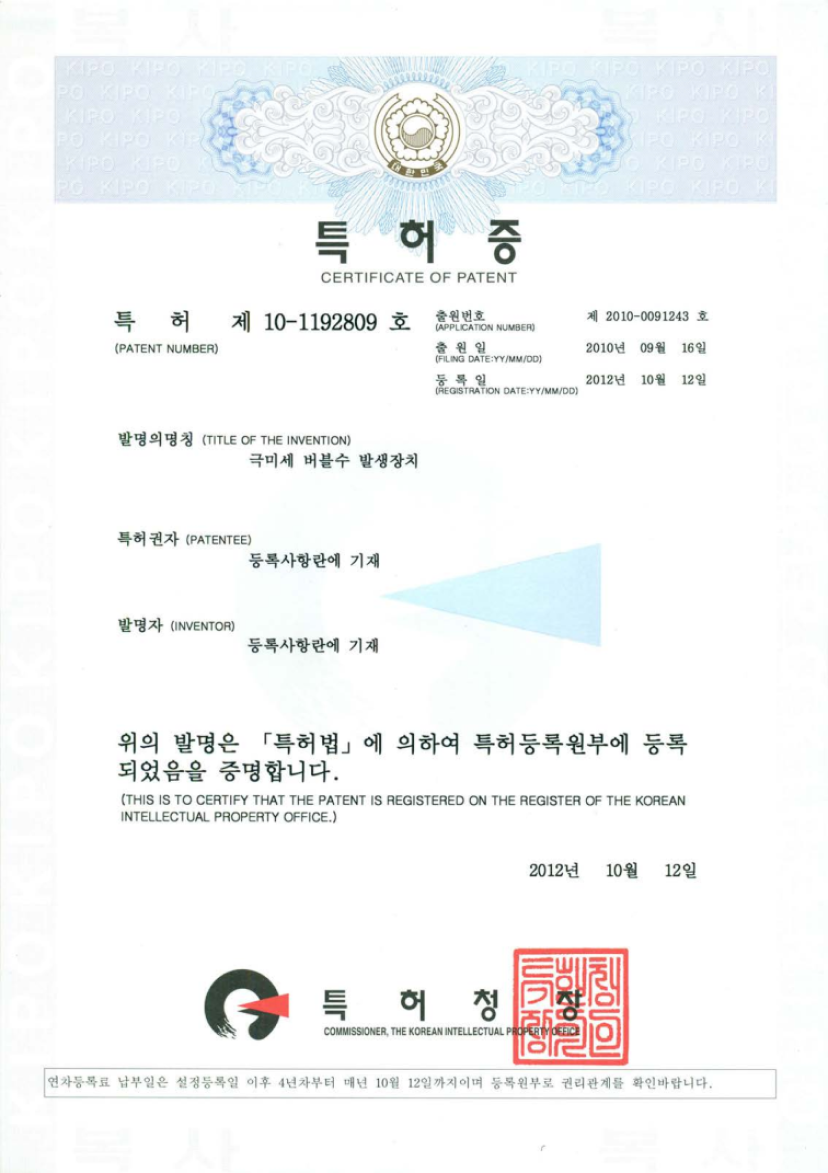 대한민국
특 허 증
CERTIFICATE OF PATENT
특 허 제 10-1192809 호
(PATENT NUMBER)
출원번호 제 2010-0091243 호
(APPLICATION NUMBER)
출 원 일 2010년 09월 16일
(FILING DATE:YY/MM/DD)
등 록 일 2012년 10월 12일
(REGISTRATION DATE:YY/MM/DD)
발명의명칭 (TITLE OF THE INVENTION)
극미세 버블수 발생장치
특허권자 (PATENTEE)
등록사항란에 기재
발명자 (INVENTOR)
등록사항란에 기재
위의 발명은 「특허법」에 의하여 특허등록원부에 등록
되었음을 증명합니다.
(THIS IS TO CERTIFY THAT THE PATENT IS REGISTERED ON THE REGISTER OF THE KOREAN
INTELLECTUAL PROPERTY OFFICE.)
2012년 10월 12일
특 허 청 장
COMMISSIONER, THE KOREAN INTELLECTUAL PROPERTY OFFICE
연차등록료 납부일은 설정등록일 이후 4년차부터 매년 10월 12일까지이며 등록원부로 권리관계를 확인바랍니다.